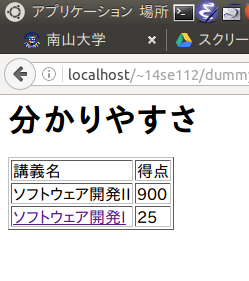 アプリケーション 場所
南山大学 × スクリー
localhost/~14se112/dummy
分かりやすさ
講義名 得点
ソフトウェア開発II 900
ソフトウェア開発I 25